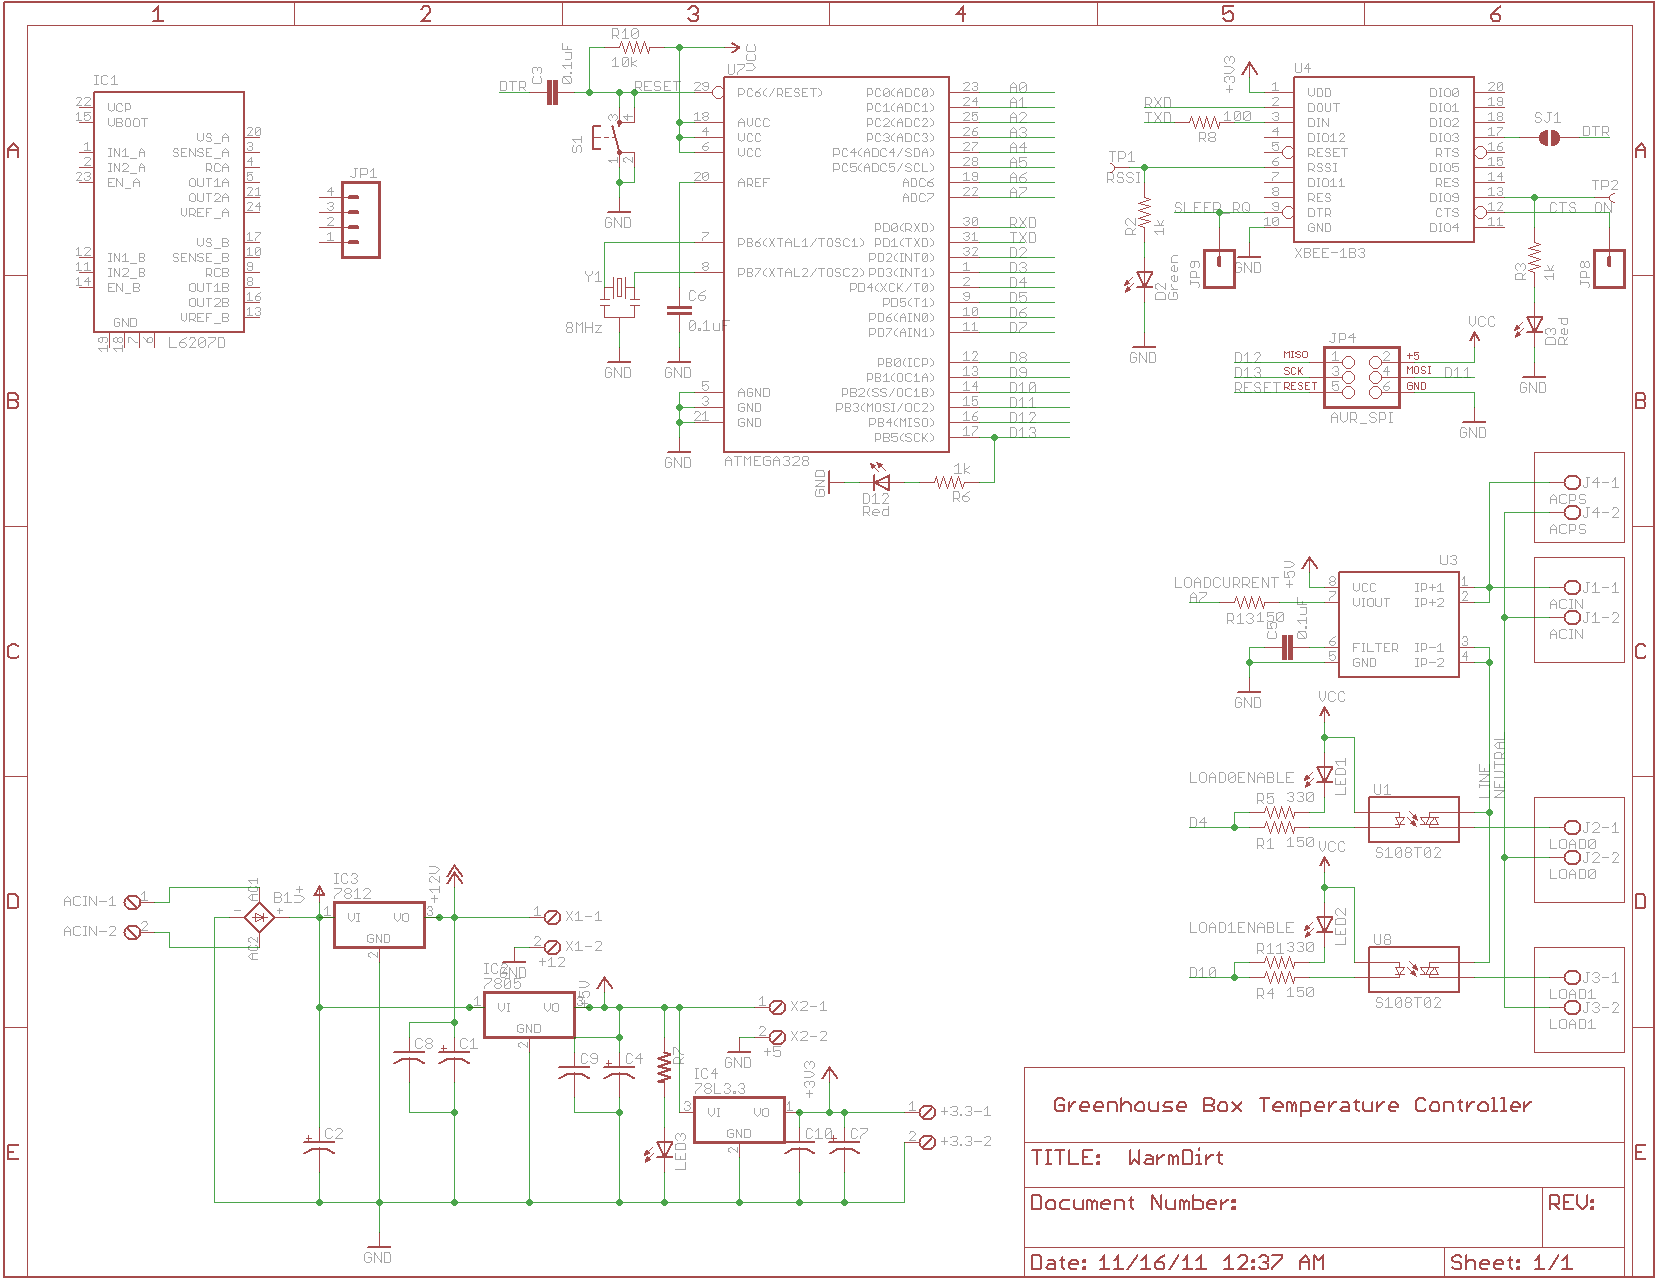 1 2 3 4 5 6
A
B
C
D
E
A
B
C
D
E
IC1
22 VCP
15 VBOOT
VS_A 20
1 IN1_A SENSE_A 3
2 IN2_A RCA 4
23 EN_A OUT1A 5
OUT2A 21
VREF_A 24
VS_B 17
12 IN1_B SENSE_B 10
11 IN2_B RCB 9
14 EN_B OUT1B 8
OUT2B 16
VREF_B 13
GND
19 18 7 6
L6207D
JP1
4
3
2
1
R10
10k
VCC
C3
0.1uF
DTR
RESET
S1
3 4
1 2
GND
Y1
8MHz
GND
C6
0.1uF
GND
GND
U7
29 PC6(/RESET) PC0(ADC0) 23 A0
PC1(ADC1) 24 A1
18 AVCC PC2(ADC2) 25 A2
4 VCC PC3(ADC3) 26 A3
6 VCC PC4(ADC4/SDA) 27 A4
PC5(ADC5/SCL) 28 A5
20 AREF ADC6 19 A6
ADC7 22 A7
PD0(RXD) 30 RXD
7 PB6(XTAL1/TOSC1) PD1(TXD) 31 TXD
PD2(INT0) 32 D2
8 PB7(XTAL2/TOSC2) PD3(INT1) 1 D3
PD4(XCK/T0) 2 D4
PD5(T1) 9 D5
PD6(AIN0) 10 D6
PD7(AIN1) 11 D7
PB0(ICP) 12 D8
PB1(OC1A) 13 D9
5 AGND PB2(SS/OC1B) 14 D10
3 GND PB3(MOSI/OC2) 15 D11
21 GND PB4(MISO) 16 D12
PB5(SCK) 17 D13
ATMEGA328
GND
D12
Red
1k
R6
+3V3
U4
1 VDD DIO0 20
RXD 2 DOUT DIO1 19
TXD R8 100 3 DIN DIO2 18
4 DIO12 DIO3 17
5 RESET RTS 16
6 RSSI DIO5 15
7 DIO11 RES 14
8 RES DIO9 13
9 DTR CTS 12
10 GND DIO4 11
XBEE-1B3
SJ1
DTR
TP1
RSSI
SLEEP_RQ
R2
1k
D2
Green
GND
JP9
GND
TP2
CTS ON
R3
1k
D3
Red
GND
JP8
JP4
VCC
D12 MISO 1 2 +5
D13 SCK 3 4 MOSI D11
RESET RESET 5 6 GND
AVR_SPI
GND
J4-1
ACPS
J4-2
ACPS
J1-1
ACIN
J1-2
ACIN
U3
+5V
LOADCURRENT
A7
R13 150
8 VCC IP+1 1
7 VIOUT IP+2 2
6 FILTER IP-1 3
5 GND IP-2 4
C5
0.1uF
GND
LINE
NEUTRAL
VCC
LOAD0ENABLE
LED1
R5 330
D4
R1 150
U1
S108T02
J2-1
LOAD0
J2-2
LOAD0
VCC
LOAD1ENABLE
LED2
R11 330
D10
R4 150
U8
S108T02
J3-1
LOAD1
J3-2
LOAD1
ACIN-1 1
ACIN-2 2
AC1
AC2
B1
- +
IC3
7812
1 VI VO 3
GND
2
+12V
1 X1-1
2 X1-2
GND +12
IC2
7805
1 VI VO 3
GND
2
+5V
1 X2-1
2 X2-2
GND +5
C8 C1
C9 C4
R7
LED3
IC4
78L3.3
3 VI VO 1
GND
2
+3V3
1 +3.3-1
2 +3.3-2
C2
C10 C7
GND
Greenhouse Box Temperature Controller
TITLE: WarmDirt
Document Number:
REV:
Date: 11/16/11 12:37 AM
Sheet: 1/1